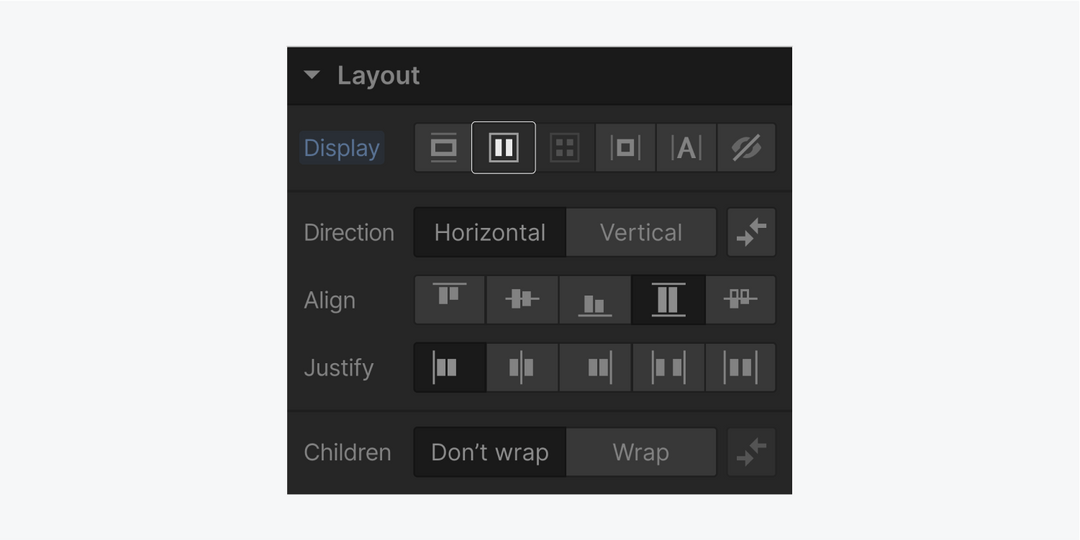 Layout
Display
A
Direction Horizontal Vertical
Align
Justify
Children Don’t wrap Wrap